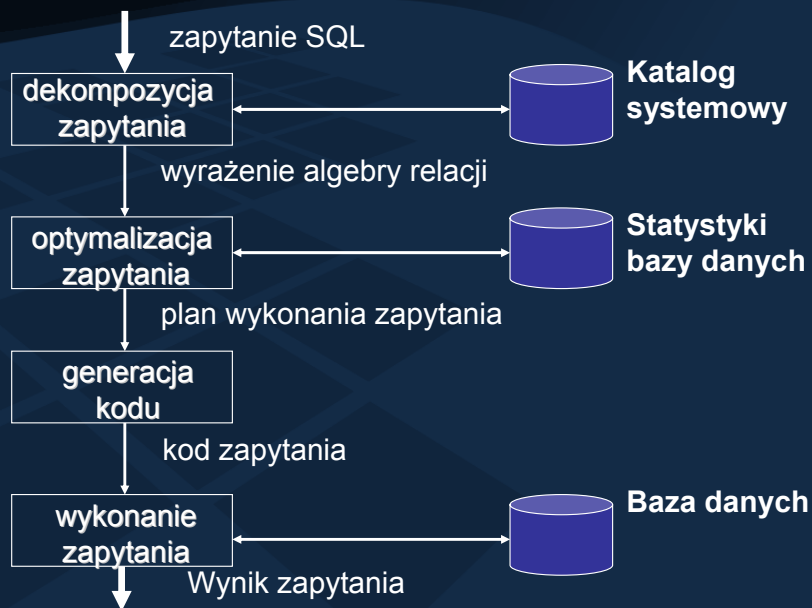 zapytanie SQL
dekompozycja
zapytania
Katalog
systemowy
wyrażenie algebry relacji
optymalizacja
zapytania
Statystyki
bazy danych
plan wykonania zapytania
generacja
kodu
kod zapytania
wykonanie
zapytania
Baza danych
Wynik zapytania